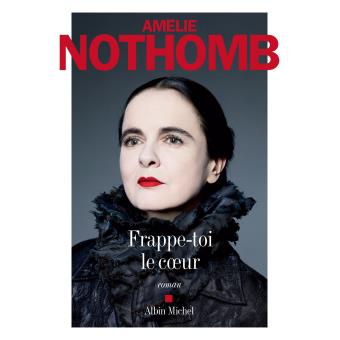 AMÉLIE
NOTHOMB
Frappe-toi
le cœur
roman
Albin Michel